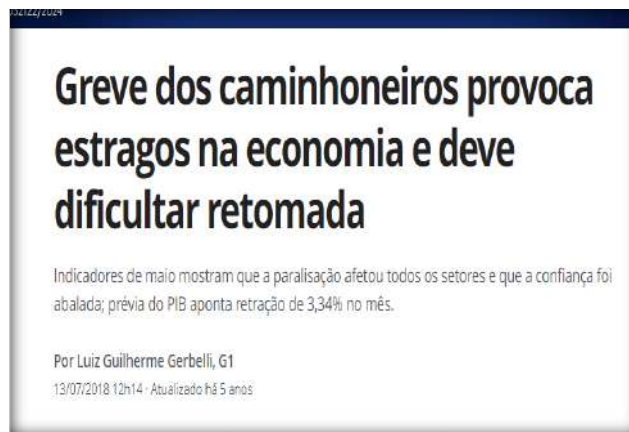 Greve dos caminhoneiros provoca
estragos na economia e deve
dificultar retomada
Indicadores de maio mostram que a paralisação afetou todos os setores e que a confiança foi
abalada; prévia do PIB aponta retração de 3,34% no mês.
Por Luiz Guilherme Gerbelli, G1
13/07/2018 12h14 · Atualizado há 5 anos